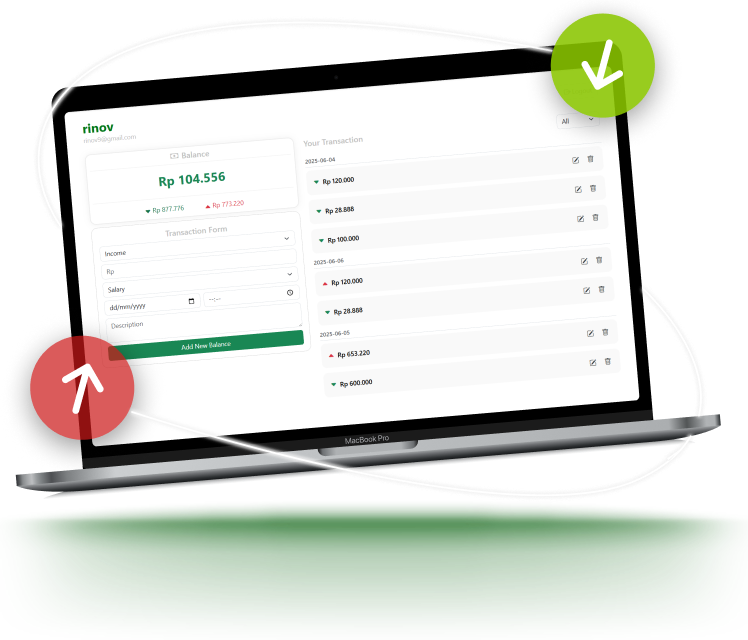 rinov
rinov9@gmail.com
Balance
Rp 104.556
Rp 877.776
Rp 773.220
Transaction Form
Income
Rp
Salary
dd/mm/yyyy
--:--
Description
Add New Balance
Your Transaction
All
2025-06-04
Rp 120.000
Rp 28.888
Rp 100.000
2025-06-06
Rp 120.000
Rp 28.888
2025-06-05
Rp 653.220
Rp 600.000
MacBook Pro